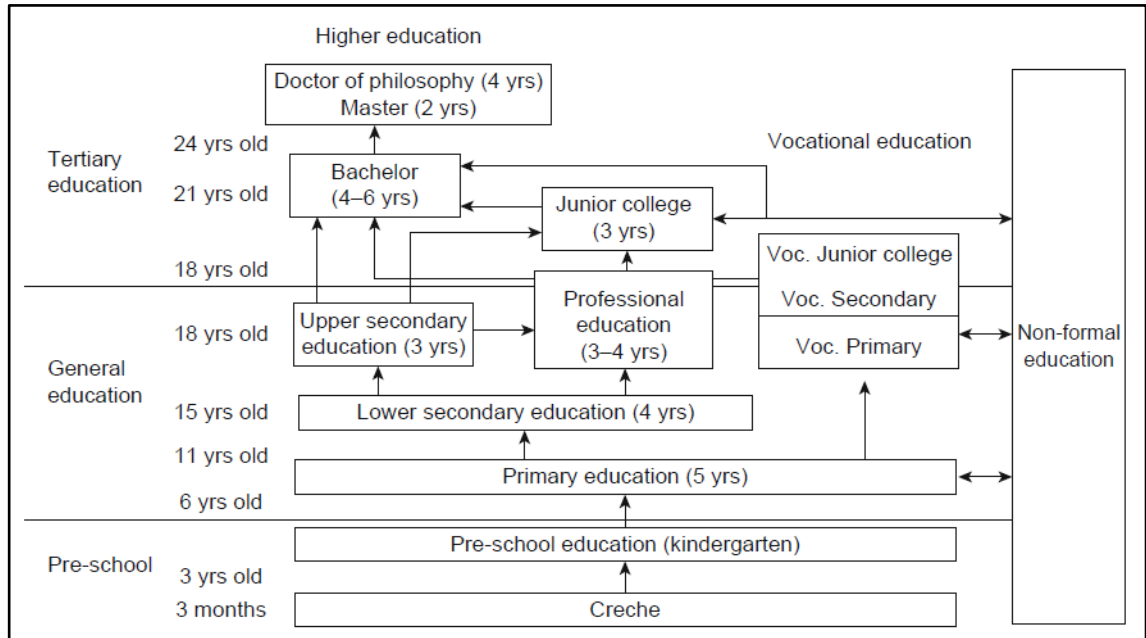 Higher education
Doctor of philosophy (4 yrs)
Master (2 yrs)
24 yrs old
Tertiary
education
Vocational education
Bachelor
(4–6 yrs)
21 yrs old
Junior college
(3 yrs)
18 yrs old
Voc. Junior college
Voc. Secondary
Voc. Primary
Professional
education
(3–4 yrs)
Upper secondary
education (3 yrs)
18 yrs old
Non-formal
education
General
education
15 yrs old
Lower secondary education (4 yrs)
11 yrs old
Primary education (5 yrs)
6 yrs old
Pre-school education (kindergarten)
Pre-school
3 yrs old
3 months
Creche